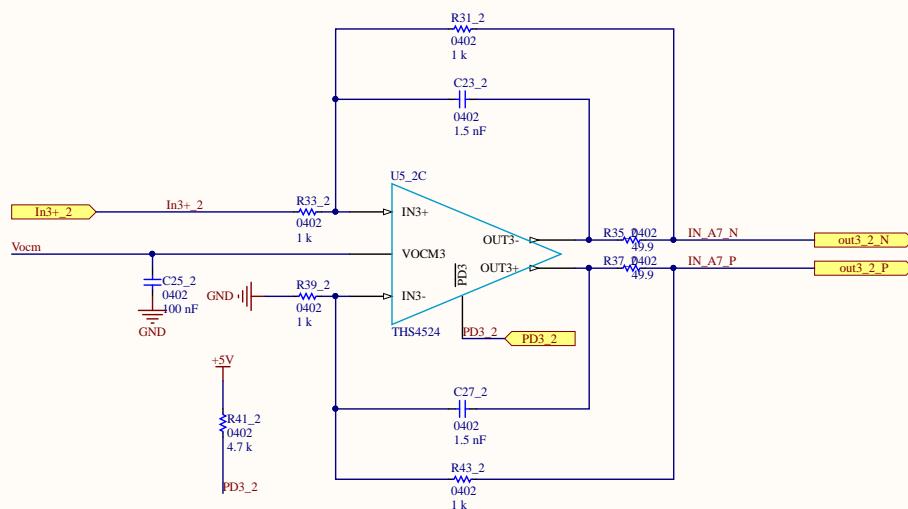 R31_2
0402
1 k
C23_2
0402
1.5 nF
U5_2C
In3+_2
In3+_2
R33_2
0402
1 k
IN3+
OUT3-
R35_2
0402
49.9
IN_A7_N
out3_2_N
Vocm
VOCM3
OUT3+
R37_2
0402
49.9
IN_A7_P
out3_2_P
C25_2
0402
100 nF
GND
GND
R39_2
0402
1 k
IN3-
PD3
THS4524
PD3_2
PD3_2
+5V
R41_2
0402
4.7 k
PD3_2
C27_2
0402
1.5 nF
R43_2
0402
1 k